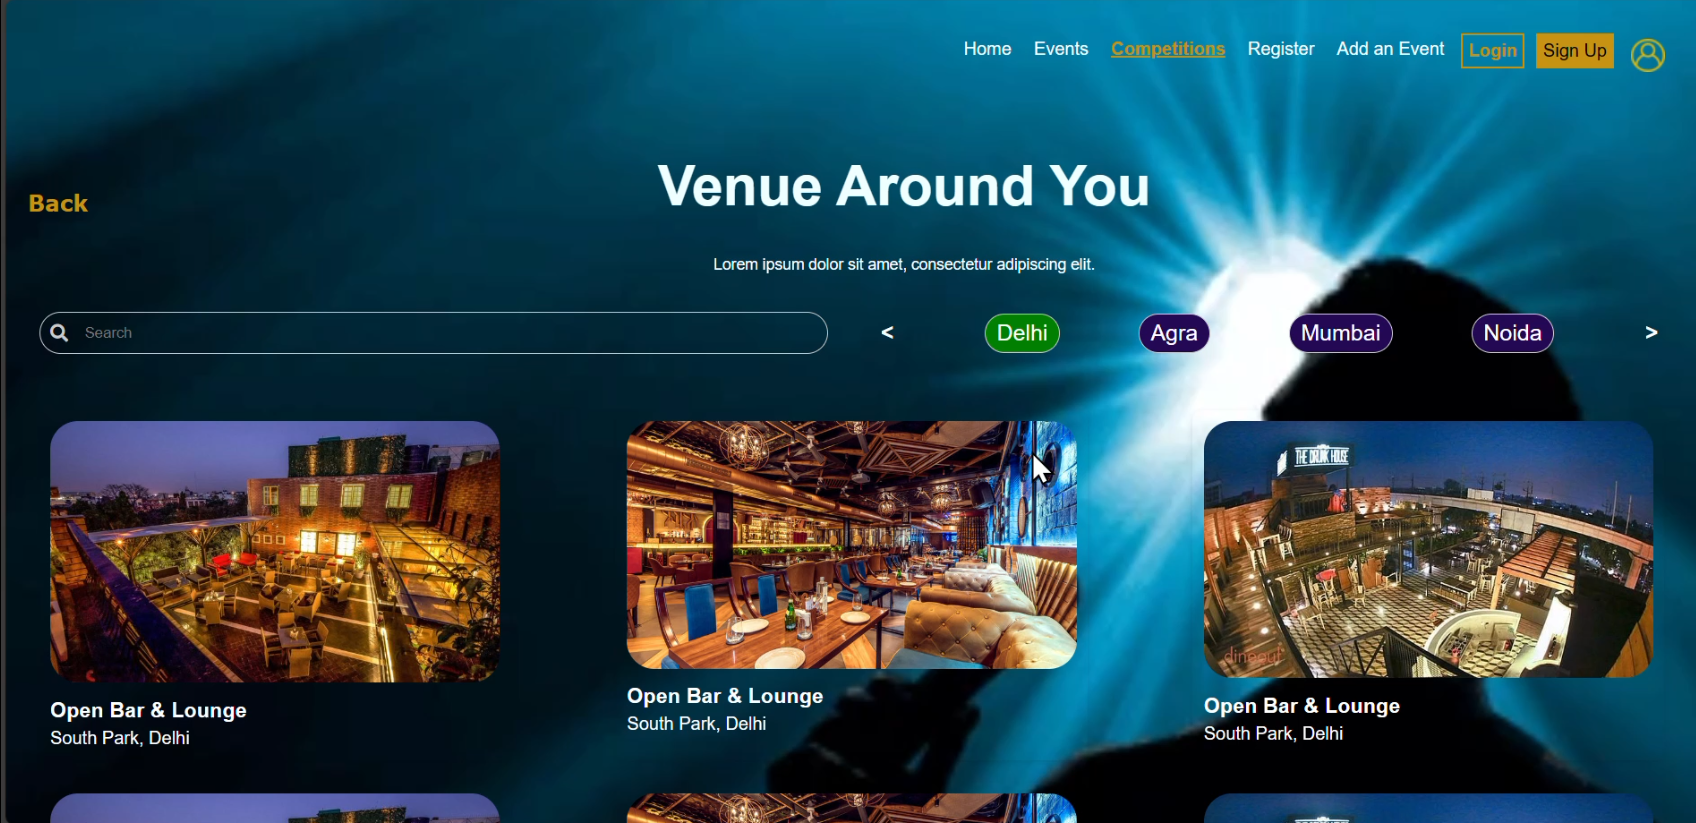 Home Events Competitions Register Add an Event Login Sign Up
Venue Around You
Back
Lorem ipsum dolor sit amet, consectetur adipiscing elit.
Search < Delhi Agra Mumbai Noida >
THE DRUNK HOUSE
dineout
Open Bar & Lounge
South Park, Delhi
Open Bar & Lounge
South Park, Delhi
Open Bar & Lounge
South Park, Delhi